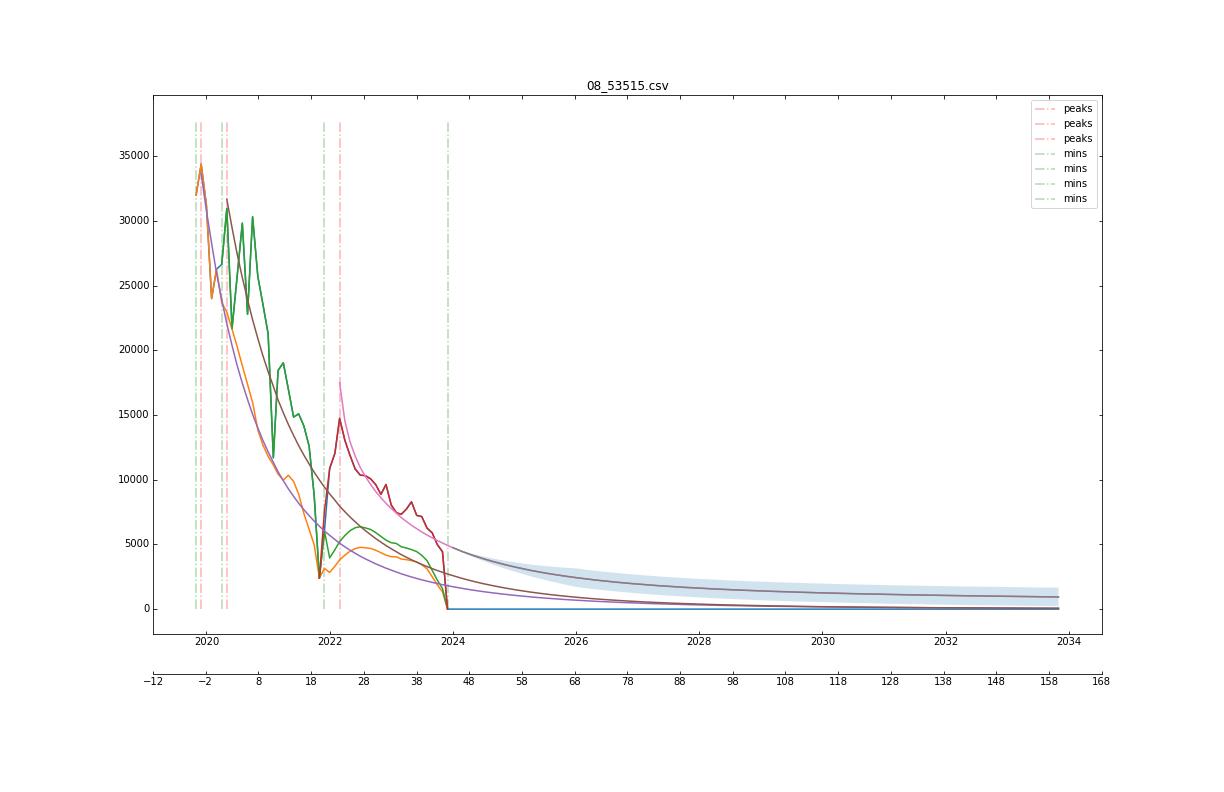 08_53515.csv
peaks
peaks
peaks
mins
mins
mins
mins
35000
30000
25000
20000
15000
10000
5000
0
2020 2022 2024 2026 2028 2030 2032 2034
−12 −2 8 18 28 38 48 58 68 78 88 98 108 118 128 138 148 158 168